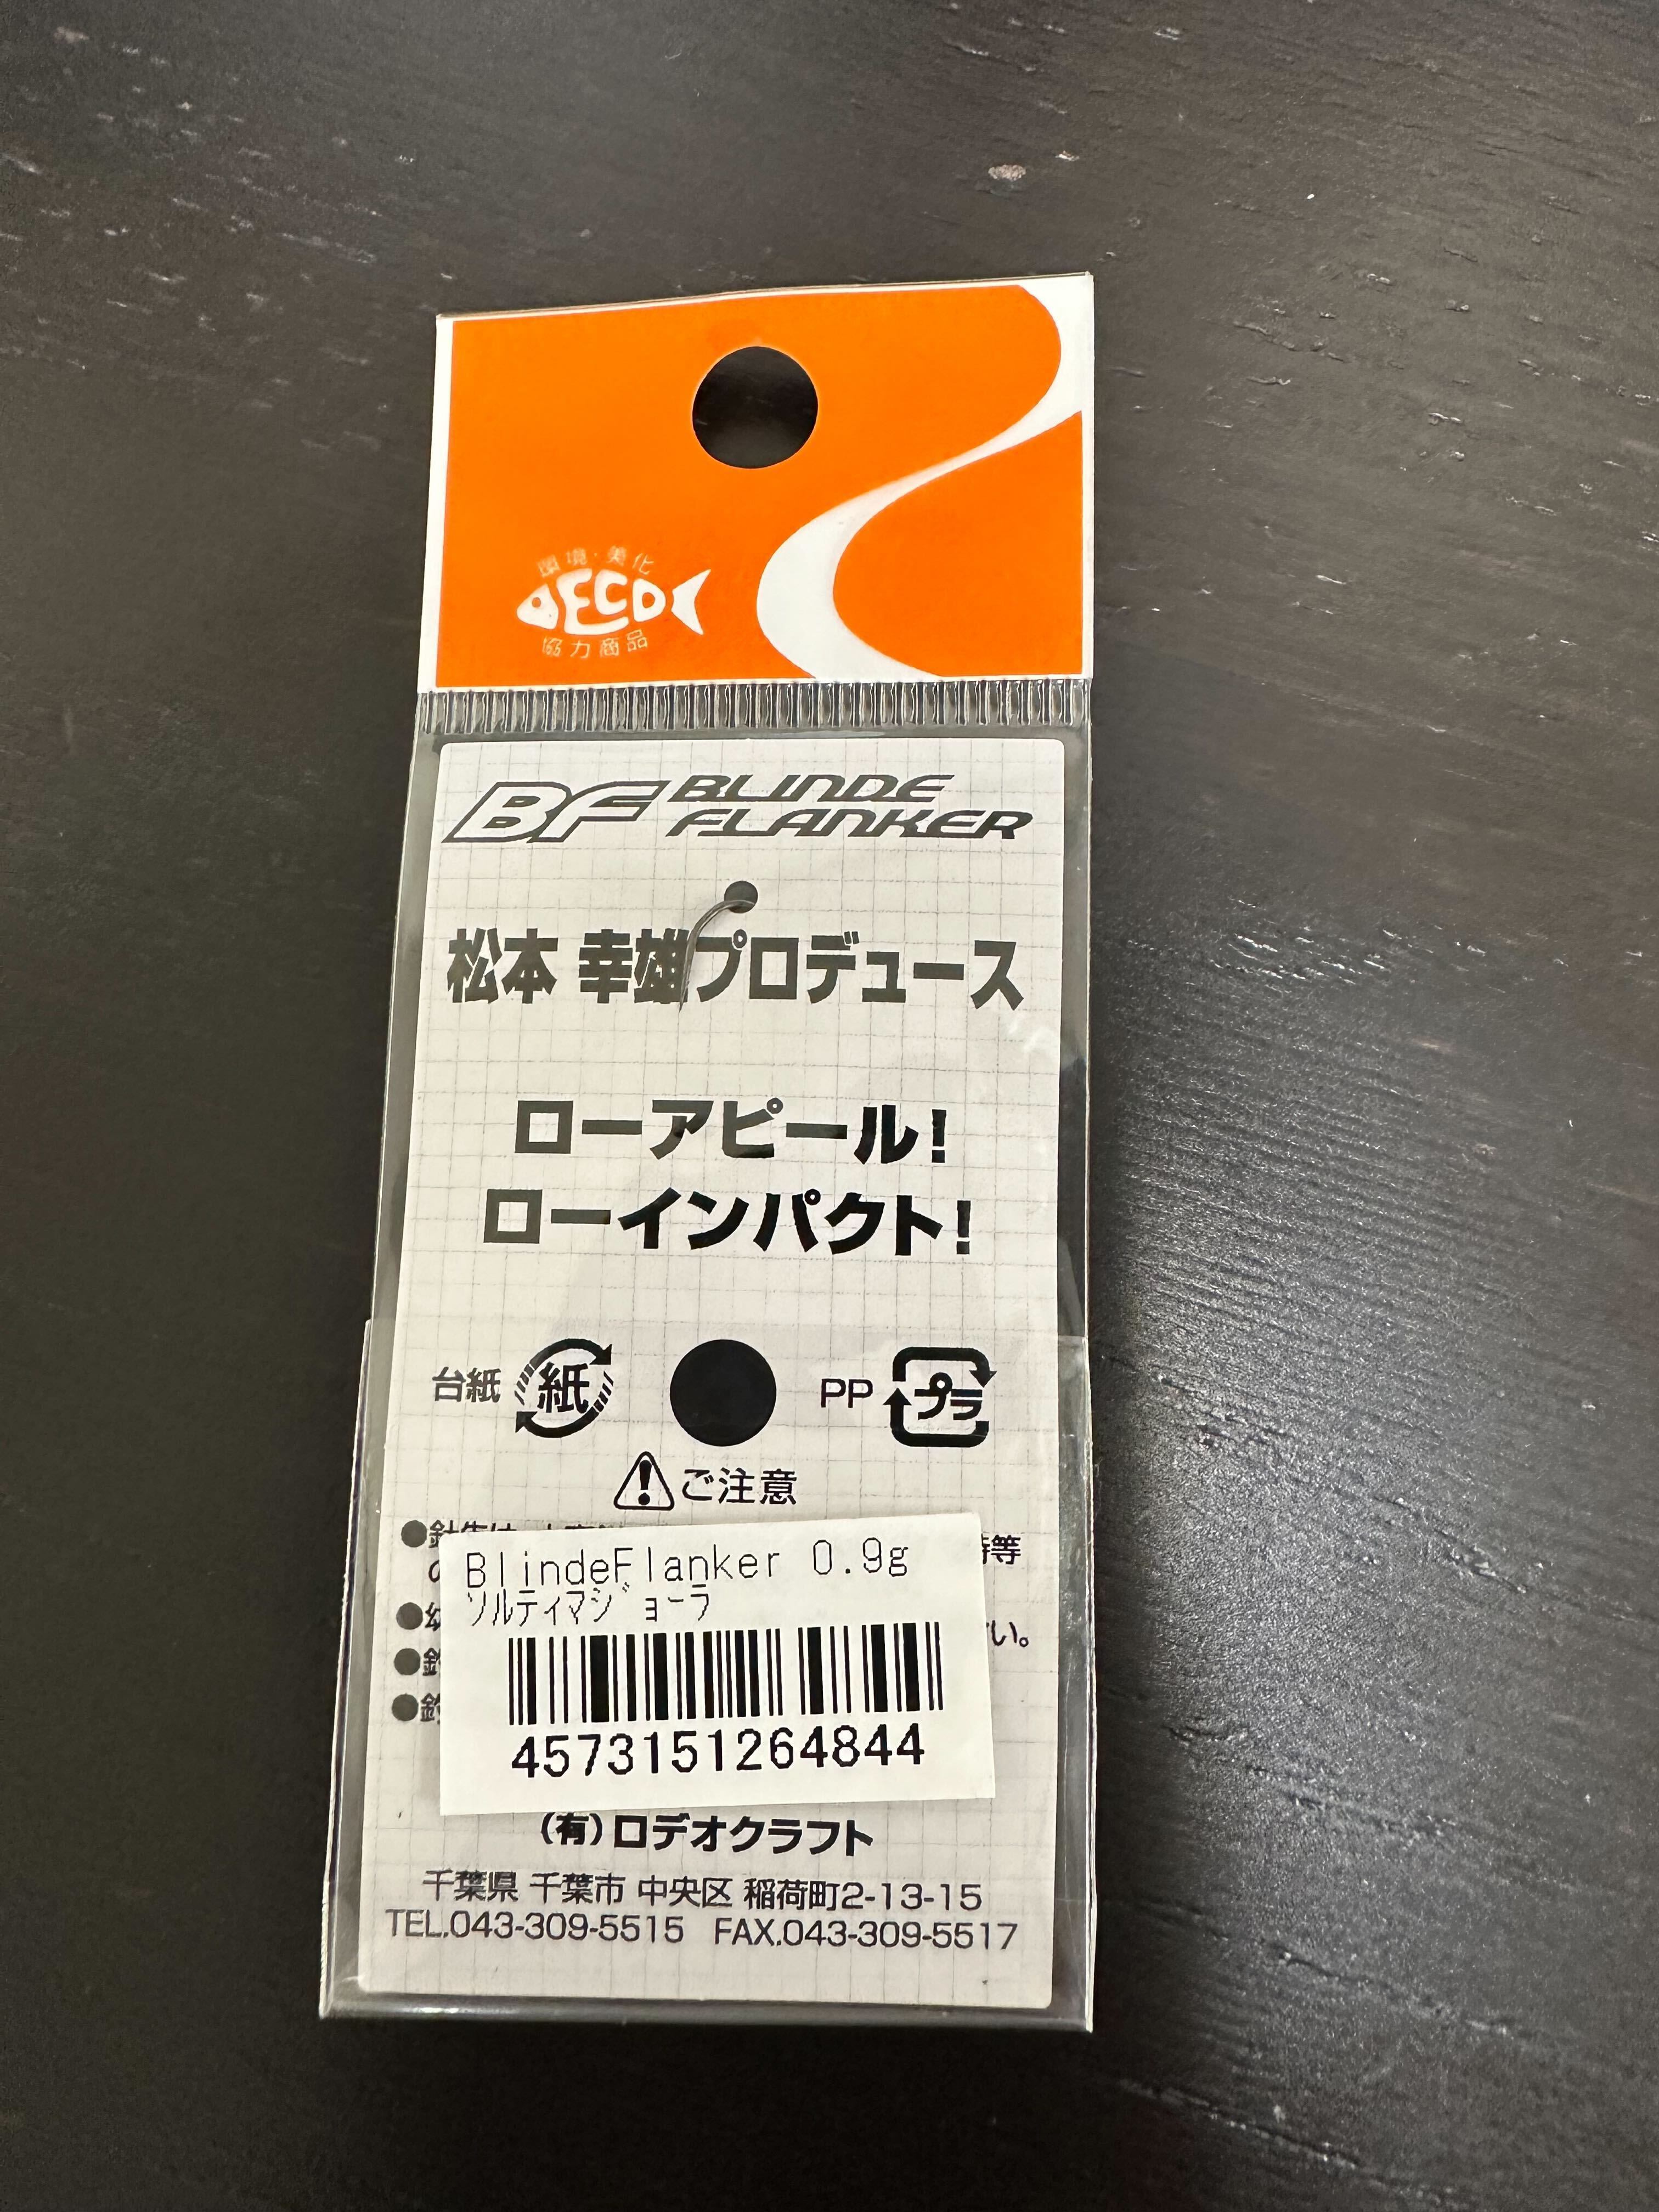 環境・美化
ECO
協力商品
BF BLINDE
FLANKER
松本 幸雄プロデュース
ローアピール!
ローインパクト!
台紙 紙 PP プラ
ご注意
BlindeFlanker 0.9g
ソルティマジョーラ
4573151264844
(有)ロデオクラフト
千葉県 千葉市 中央区 稲荷町2-13-15
TEL.043-309-5515 FAX.043-309-5517